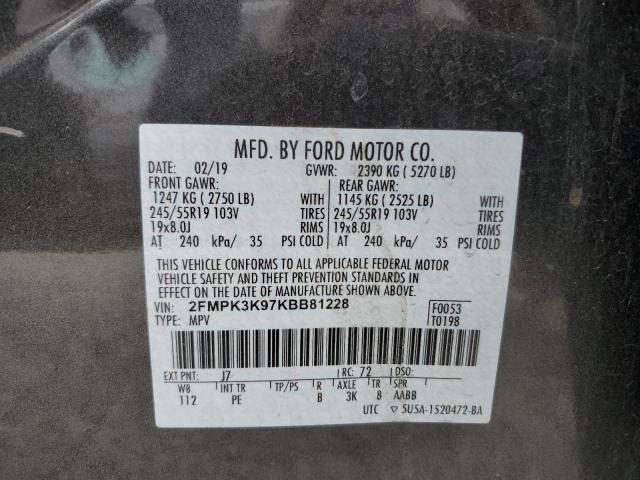 MFD. BY FORD MOTOR CO.
DATE: 02/19 GVWR: 2390 KG ( 5270 LB)
FRONT GAWR: REAR GAWR:
1247 KG ( 2750 LB) WITH 1145 KG ( 2525 LB) WITH
245/55R19 103V TIRES 245/55R19 103V TIRES
19x8.0J RIMS 19x8.0J RIMS
AT 240 kPa/ 35 PSI COLD AT 240 kPa/ 35 PSI COLD
THIS VEHICLE CONFORMS TO ALL APPLICABLE FEDERAL MOTOR
VEHICLE SAFETY AND THEFT PREVENTION STANDARDS IN
EFFECT ON THE DATE OF MANUFACTURE SHOWN ABOVE.
VIN: 2FMPK3K97KBB81228 F0053
TYPE: MPV T0198
EXT PNT: J7 RC: 72 DSO:
WB INT TR TP/PS R AXLE TR SPR
112 PE B 3K 8 AABB
UTC ▽ 5U5A-1520472-BA